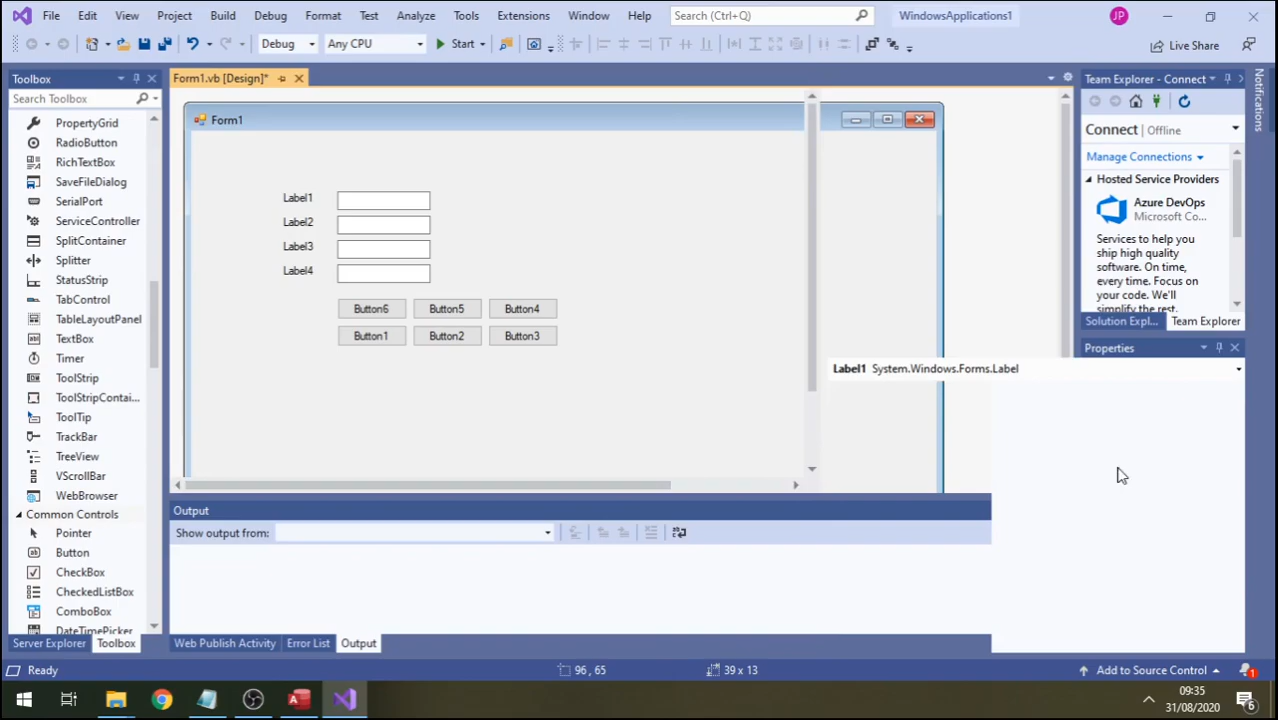 File Edit View Project Build Debug Format Test Analyze Tools Extensions Window Help Search (Ctrl+Q) WindowsApplications1 JP
Debug Any CPU Start Live Share
Toolbox
Form1.vb [Design]*
Team Explorer - Connect
Notifications
Search Toolbox
PropertyGrid
RadioButton
RichTextBox
SaveFileDialog
SerialPort
ServiceController
SplitContainer
Splitter
StatusStrip
TabControl
TableLayoutPanel
TextBox
Timer
ToolStrip
ToolStripContai...
ToolTip
TrackBar
TreeView
VScrollBar
WebBrowser
Common Controls
Pointer
Button
CheckBox
CheckedListBox
ComboBox
DateTimePicker
Server Explorer Toolbox
Form1
Label1
Label2
Label3
Label4
Button6 Button5 Button4
Button1 Button2 Button3
Connect | Offline
Manage Connections
Hosted Service Providers
Azure DevOps
Microsoft Co...
Services to help you
ship high quality
software. On time,
every time. Focus on
your code. We'll
simplify the rest.
Solution Expl... Team Explorer
Properties
Label1 System.Windows.Forms.Label
Output
Show output from:
Web Publish Activity Error List Output
Ready 96 , 65 39 x 13 Add to Source Control 1
09:35
31/08/2020 6